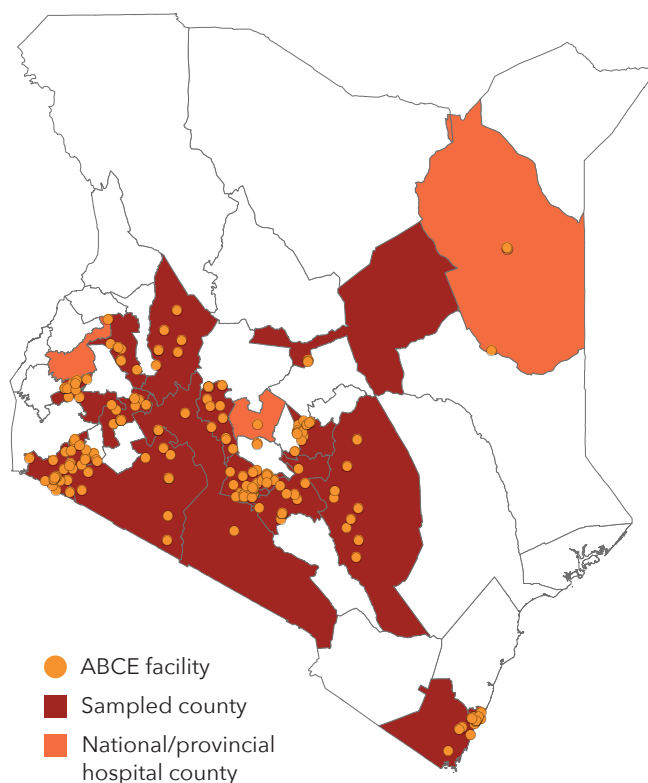 ABCE facility
Sampled county
National/provincial
hospital county